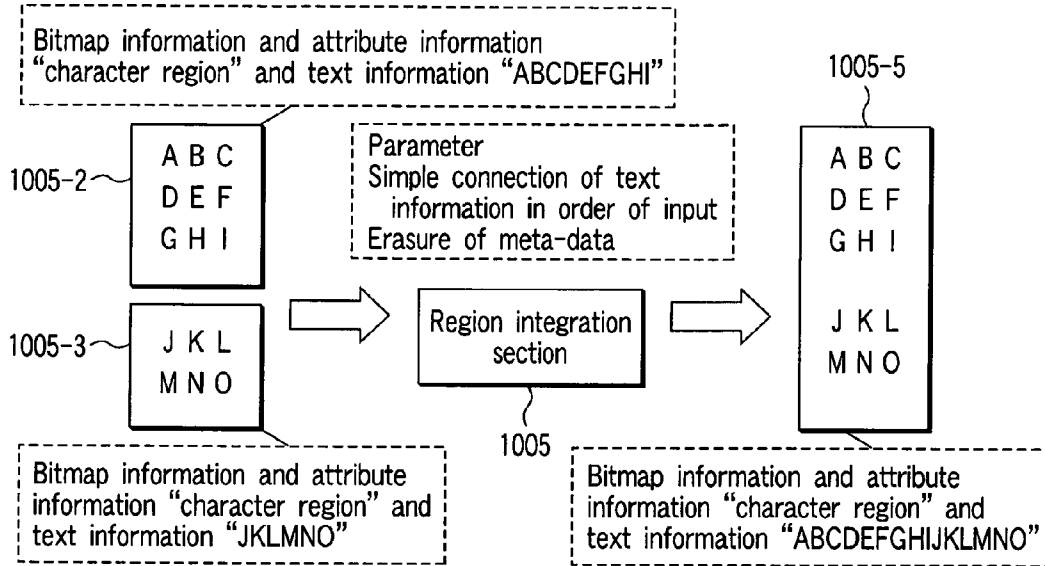 Bitmap information and attribute information
“character region” and text information “ABCDEFGHI”
1005-2
A B C
D E F
G H I
1005-3
J K L
M N O
Bitmap information and attribute
information “character region” and
text information “JKLMNO”
Parameter
Simple connection of text
information in order of input
Erasure of meta-data
Region integration
section
1005
1005-5
A B C
D E F
G H I
J K L
M N O
Bitmap information and attribute
information “character region” and
text information “ABCDEFGHIJKLMNO”